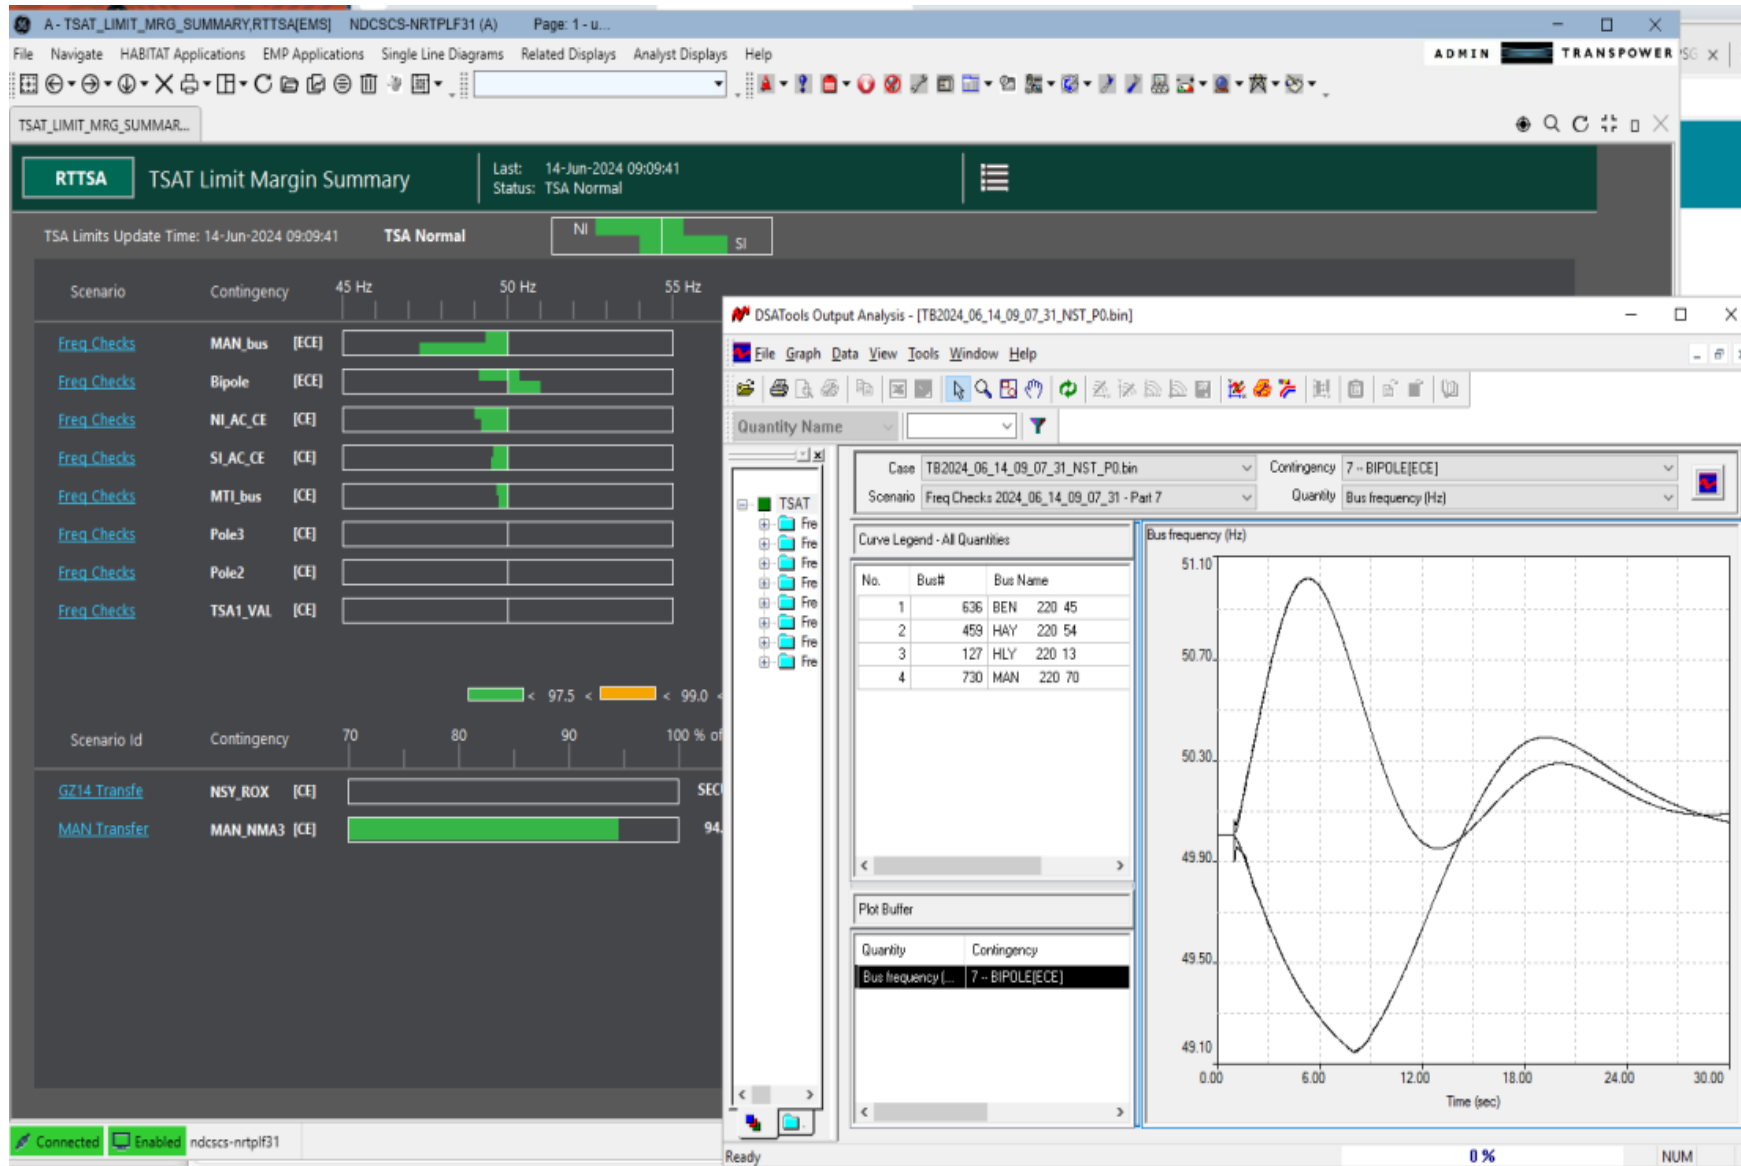 A - TSAT_LIMIT_MRG_SUMMARY,RTTSA[EMS] NDCSCS-NRTPLF31 (A) Page: 1 - u...
File Navigate HABITAT Applications EMP Applications Single Line Diagrams Related Displays Analyst Displays Help
ADMIN TRANSPOWER
TSAT_LIMIT_MRG_SUMMAR...
RTTSA TSAT Limit Margin Summary
Last: 14-Jun-2024 09:09:41
Status: TSA Normal
TSA Limits Update Time: 14-Jun-2024 09:09:41 TSA Normal
NI
SI
Scenario Contingency 45 Hz 50 Hz 55 Hz
Freq Checks MAN_bus [ECE]
Freq Checks Bipole [ECE]
Freq Checks NI_AC_CE [CE]
Freq Checks SI_AC_CE [CE]
Freq Checks MTI_bus [CE]
Freq Checks Pole3 [CE]
Freq Checks Pole2 [CE]
Freq Checks TSA1_VAL [CE]
< 97.5 < < 99.0 <
Scenario Id Contingency 70 80 90 100 % of
GZ14 Transfe NSY_ROX [CE]
MAN Transfer MAN_NMA3 [CE] 94.
Connected Enabled ndcscs-nrtplf31
DSATools Output Analysis - [TB2024_06_14_09_07_31_NST_P0.bin]
File Graph Data View Tools Window Help
Quantity Name
TSAT
Fre
Fre
Fre
Fre
Fre
Fre
Fre
Fre
Case TB2024_06_14_09_07_31_NST_P0.bin Contingency 7 -- BIPOLE[ECE]
Scenario Freq Checks 2024_06_14_09_07_31 - Part 7 Quantity Bus frequency (Hz)
Curve Legend - All Quantities
No. Bus# Bus Name
1 636 BEN 220 45
2 459 HAY 220 54
3 127 HLY 220 13
4 730 MAN 220 70
Plot Buffer
Quantity Contingency
Bus frequency (... 7 -- BIPOLE[ECE]
Bus frequency (Hz)
51.10
50.70
50.30
49.90
49.50
49.10
0.00 6.00 12.00 18.00 24.00 30.00
Time (sec)
Ready 0 % NUM